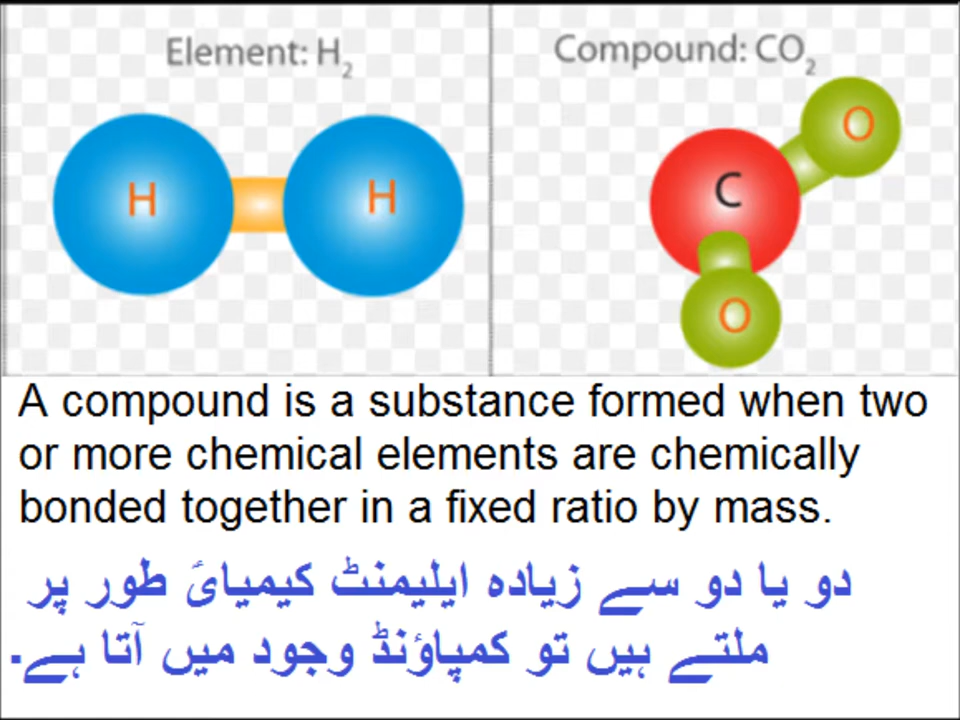 Element: H₂
Compound: CO₂
H
H
C
O
O
A compound is a substance formed when two
or more chemical elements are chemically
bonded together in a fixed ratio by mass.
دو یا دو سے زیادہ ایلیمنٹ کیمیایٔ طور پر
ملتے ہیں تو کمپاؤنڈ وجود میں آتا ہے۔